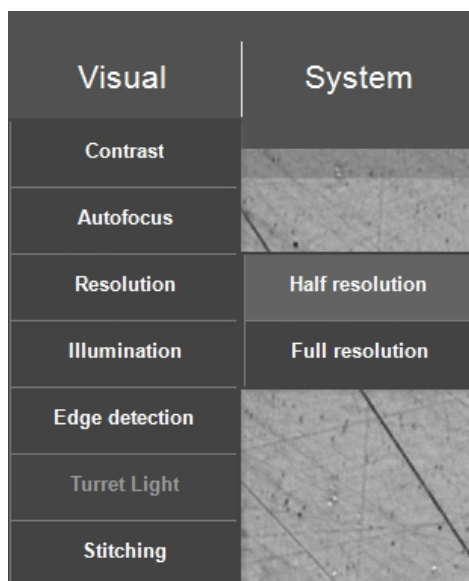 Visual
System
Contrast
Autofocus
Resolution
Half resolution
Illumination
Full resolution
Edge detection
Turret Light
Stitching